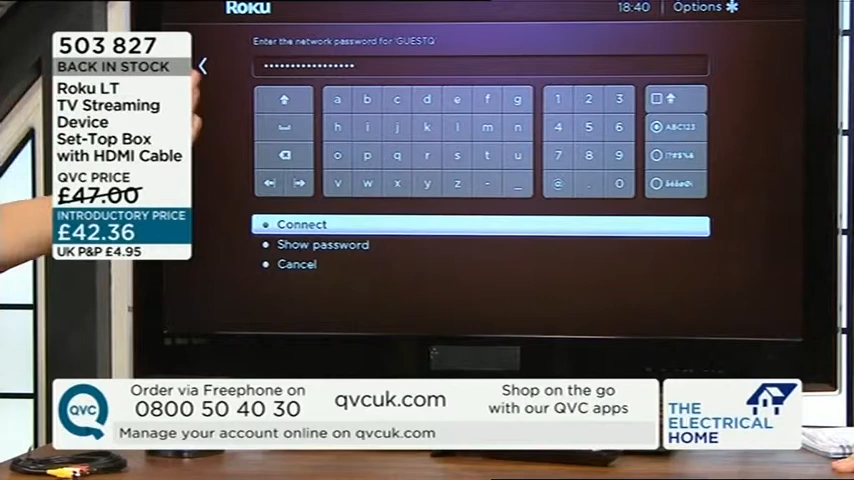 Roku
18:40
Options ✱
Enter the network password for 'GUESTQ'
••••••••••••••••
a b c d e f g
1 2 3
h i j k l m n
4 5 6
ABC123
o p q r s t u
7 8 9
v w x y z - _
@ . 0
Connect
Show password
Cancel
503 827
BACK IN STOCK
Roku LT
TV Streaming
Device
Set-Top Box
with HDMI Cable
QVC PRICE
£47.00
INTRODUCTORY PRICE
£42.36
UK P&P £4.95
QVC
Order via Freephone on
0800 50 40 30
qvcuk.com
Shop on the go
with our QVC apps
Manage your account online on qvcuk.com
THE
ELECTRICAL
HOME